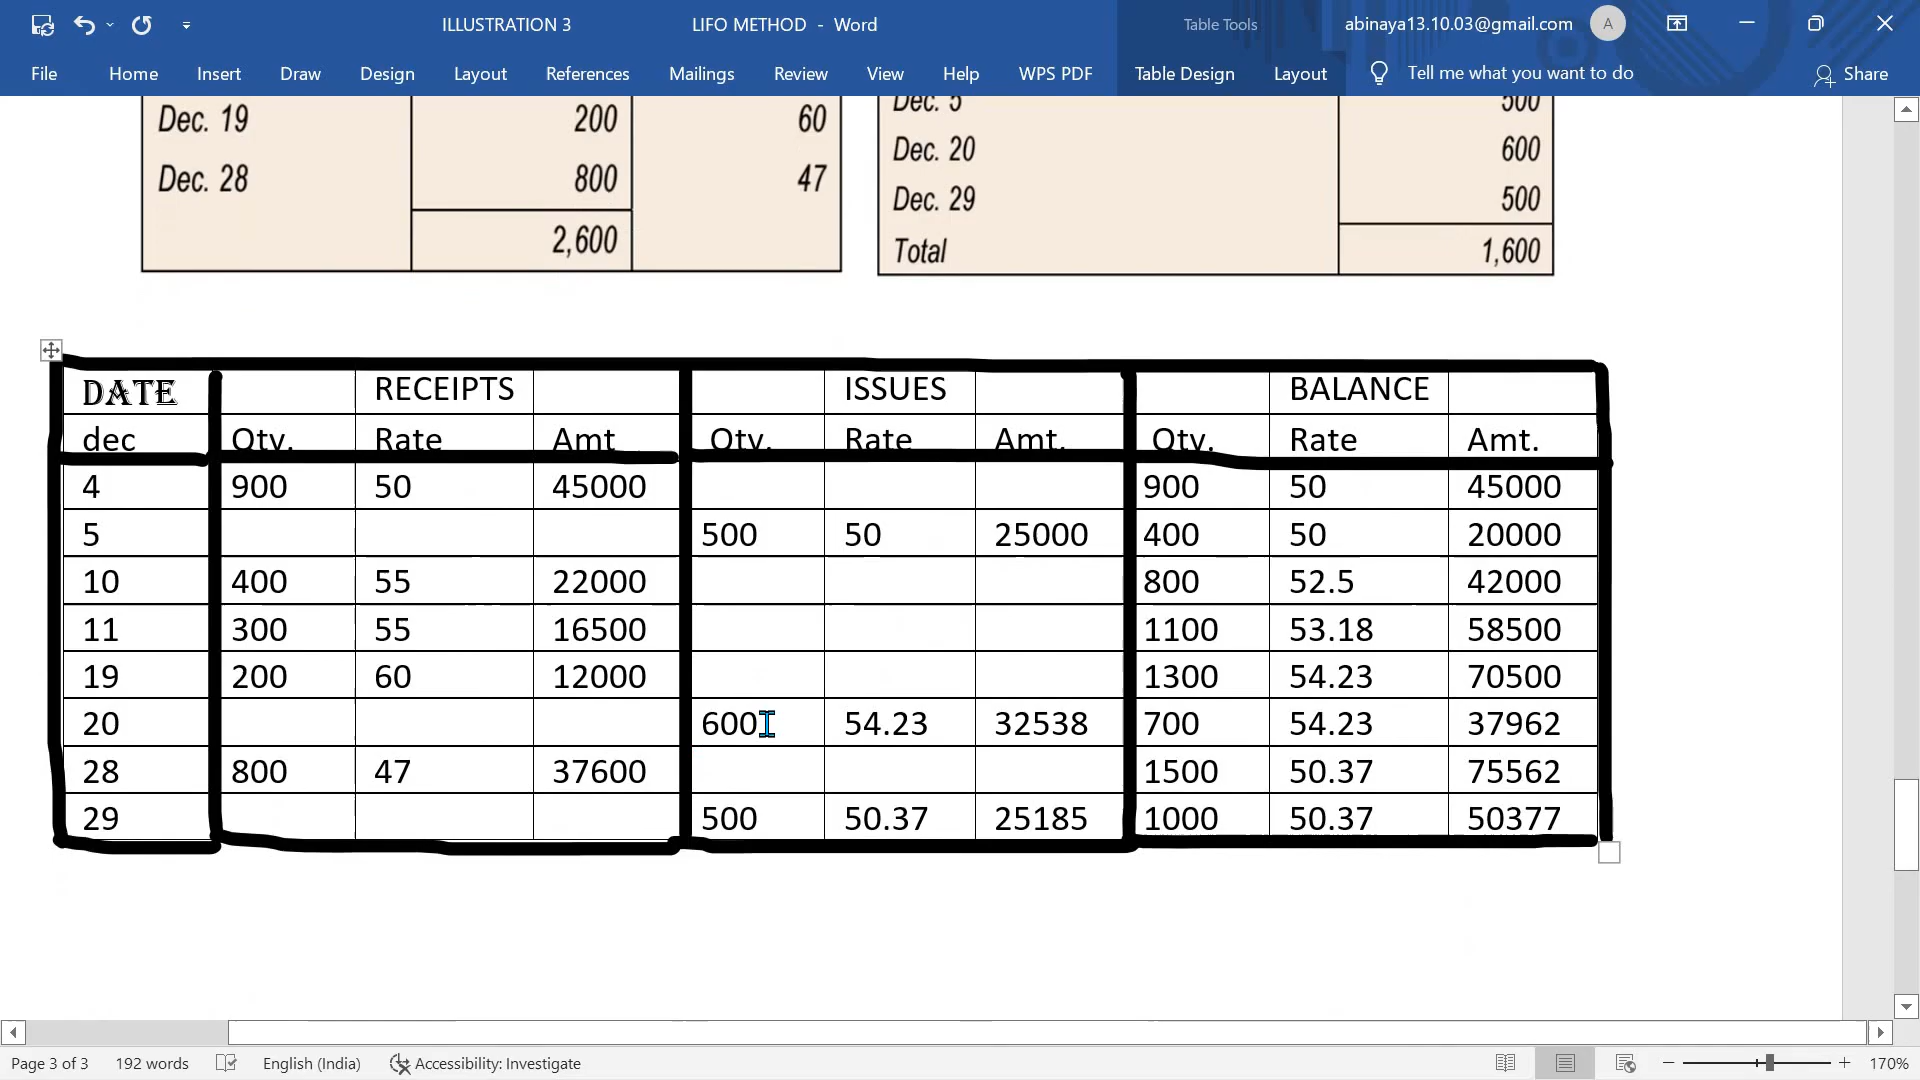 ILLUSTRATION 3 LIFO METHOD - Word Table Tools abinaya13.10.03@gmail.com A
File Home Insert Draw Design Layout References Mailings Review View Help WPS PDF Table Design Layout Tell me what you want to do Share
Dec. 5 500
Dec. 19 200 60
Dec. 20 600
Dec. 28 800 47
Dec. 29 500
2,600
Total 1,600
DATE RECEIPTS ISSUES BALANCE
dec Qty. Rate Amt Qty. Rate Amt. Qty. Rate Amt.
4 900 50 45000 900 50 45000
5 500 50 25000 400 50 20000
10 400 55 22000 800 52.5 42000
11 300 55 16500 1100 53.18 58500
19 200 60 12000 1300 54.23 70500
20 600 54.23 32538 700 54.23 37962
28 800 47 37600 1500 50.37 75562
29 500 50.37 25185 1000 50.37 50377
Page 3 of 3 192 words English (India) Accessibility: Investigate 170%